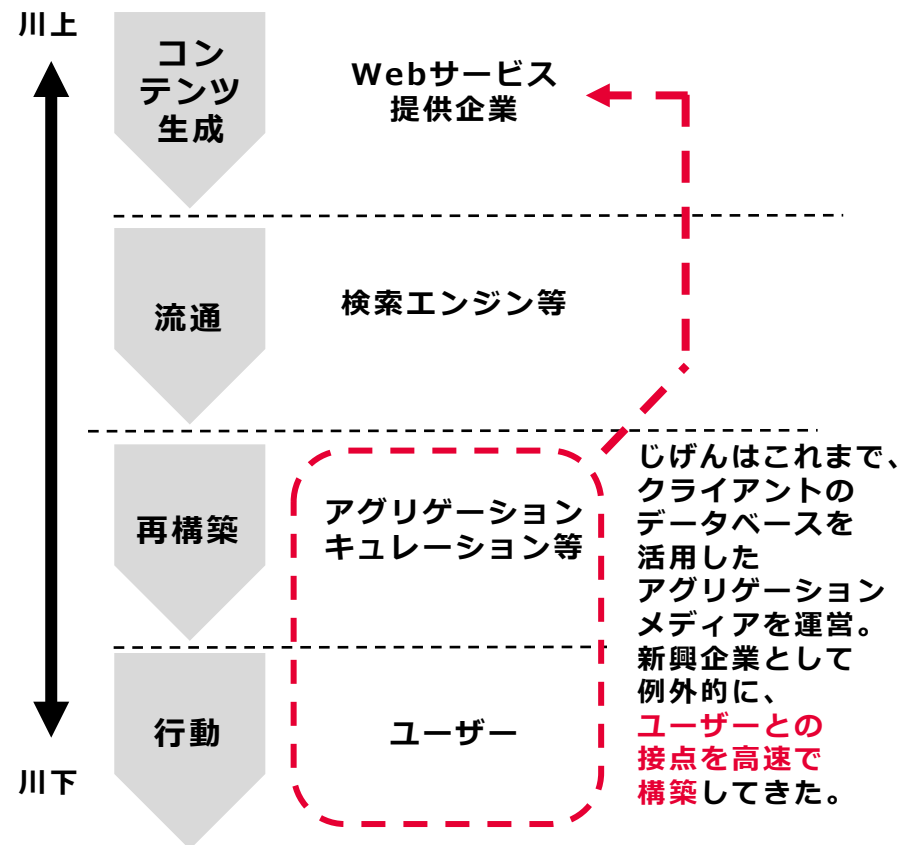 川上
コン
テンツ
生成
Webサービス
提供企業
流通
検索エンジン等
再構築
アグリゲーション
キュレーション等
じげんはこれまで、
クライアントの
データベースを
活用した
アグリゲーション
メディアを運営。
新興企業として
例外的に、
ユーザーとの
接点を高速で
構築してきた。
行動
ユーザー
川下